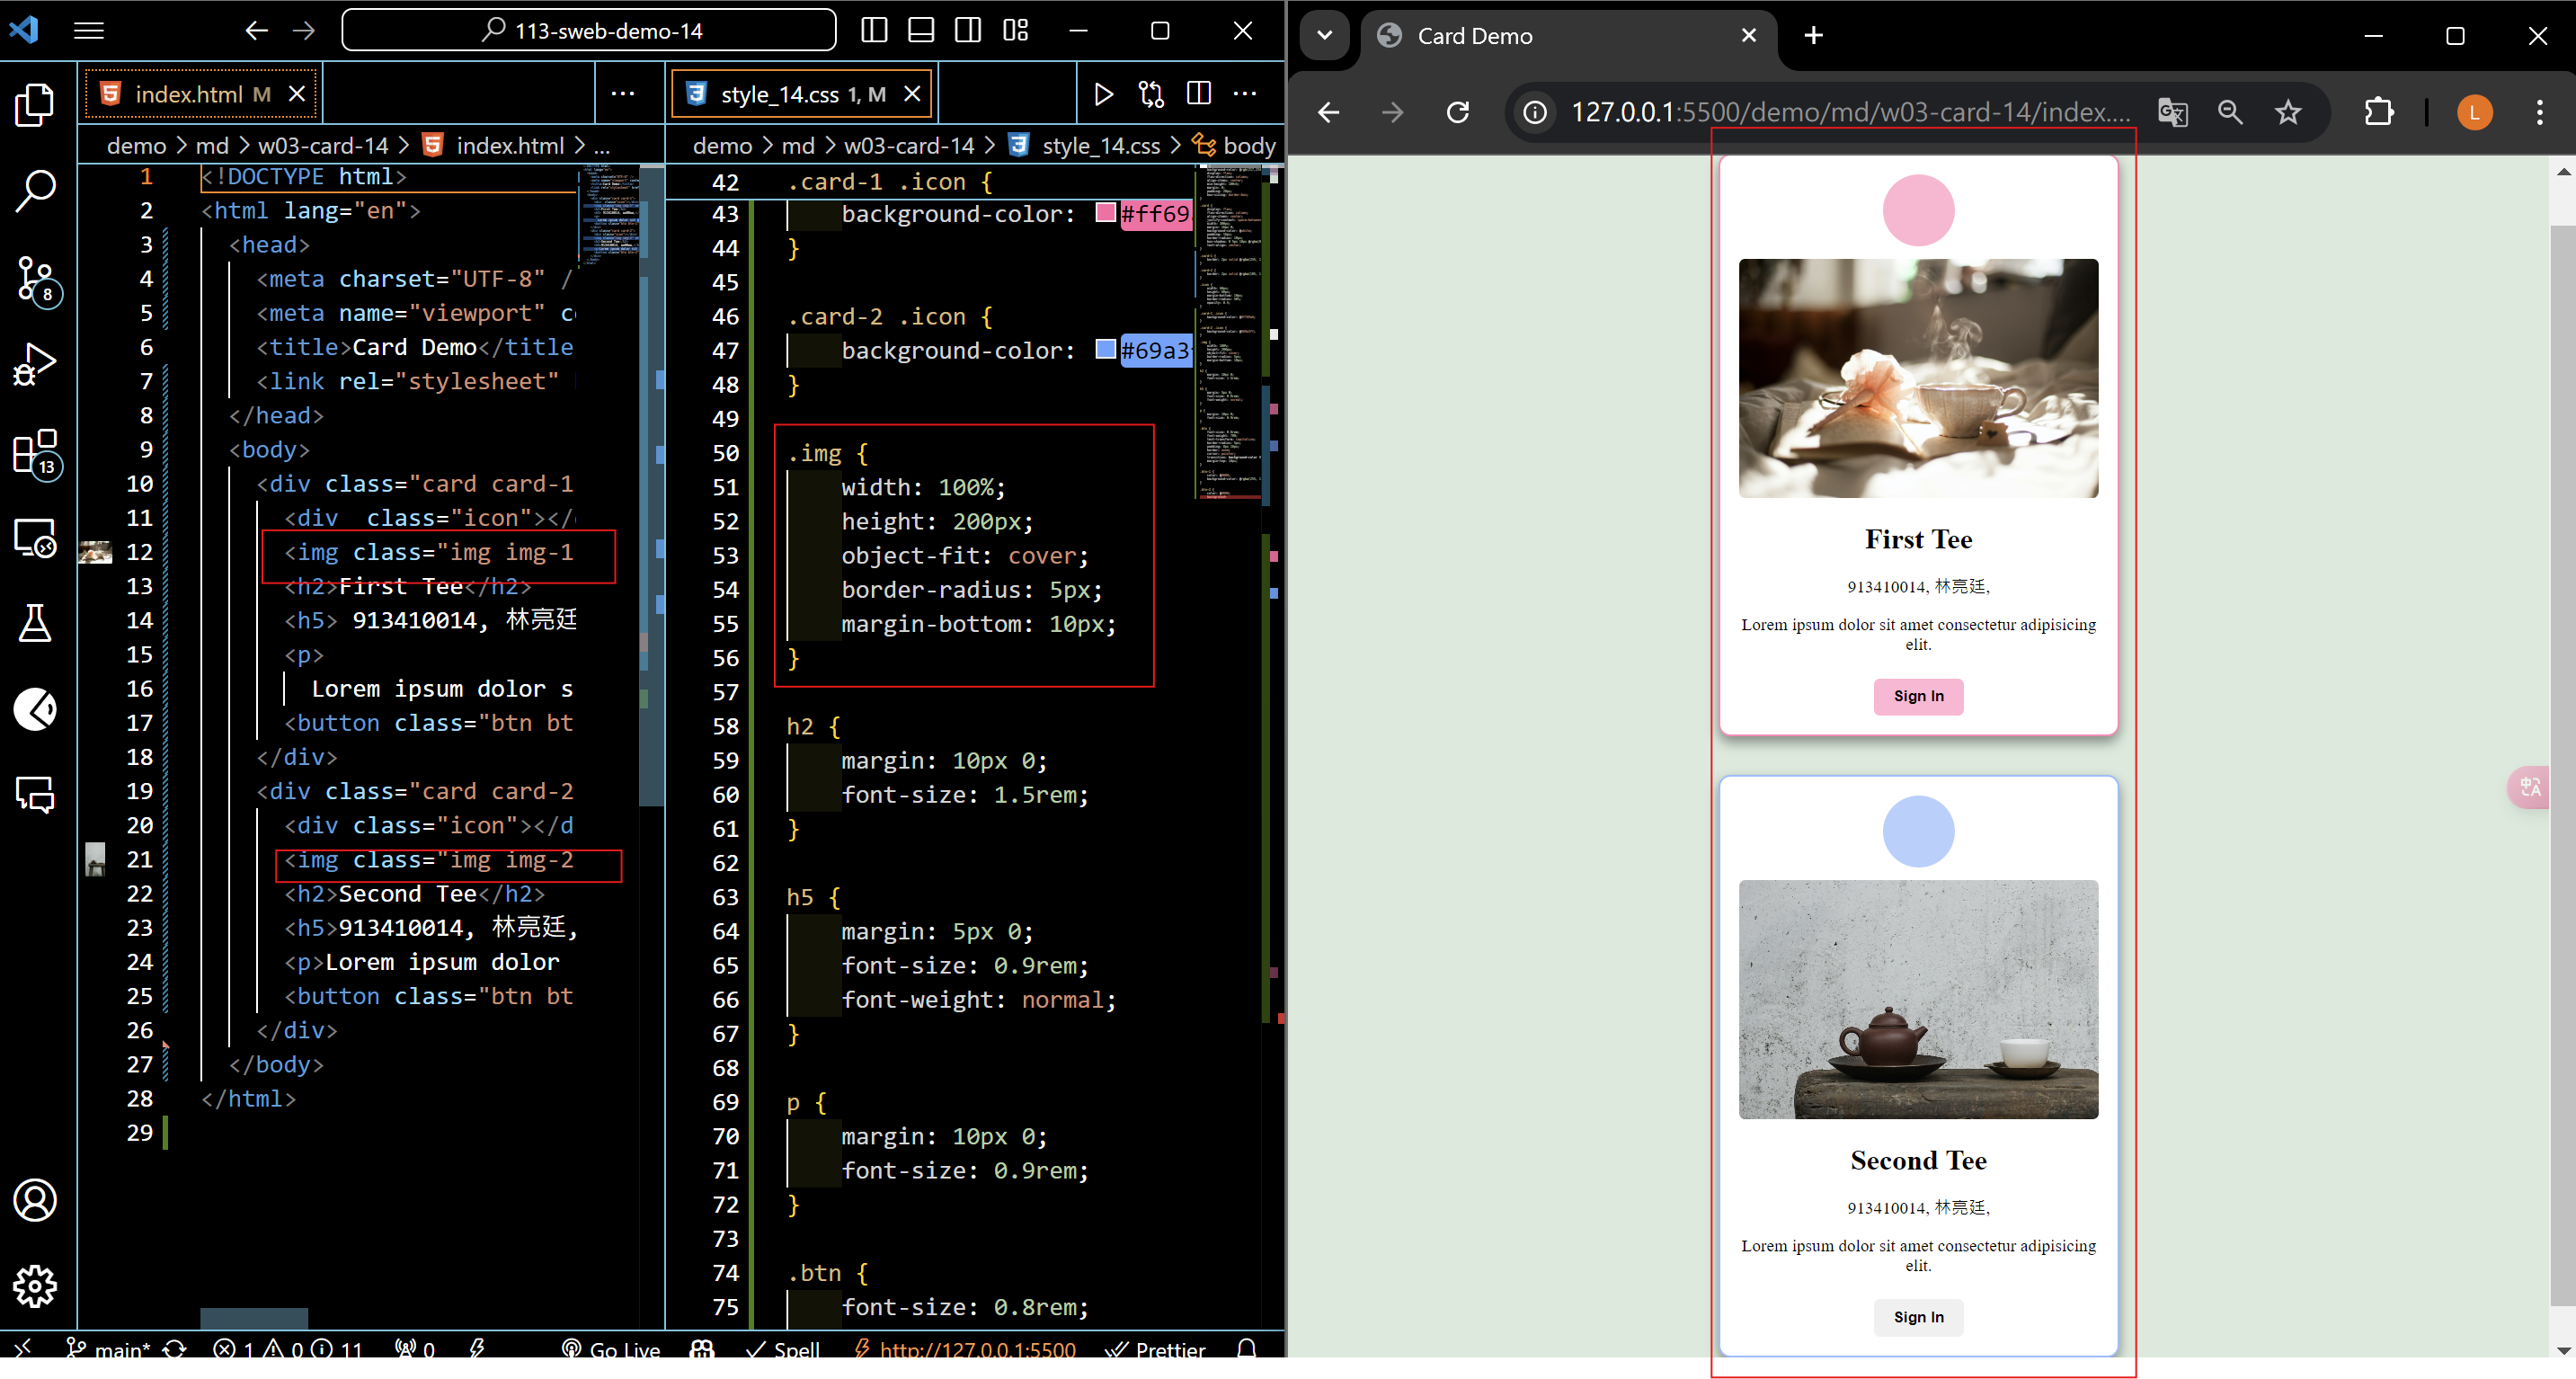 113-sweb-demo-14
index.html M
demo > md > w03-card-14 > index.html > ...
1 <!DOCTYPE html>
2 <html lang="en">
3 <head>
4 <meta charset="UTF-8" /
5 <meta name="viewport" co
6 <title>Card Demo</title
7 <link rel="stylesheet"
8 </head>
9 <body>
10 <div class="card card-1
11 <div  class="icon"></
12 <img class="img img-1
13 <h2>First Tee</h2>
14 <h5> 913410014, 林亮廷
15 <p>
16 Lorem ipsum dolor s
17 <button class="btn bt
18 </div>
19 <div class="card card-2
20 <div class="icon"></d
21 <img class="img img-2
22 <h2>Second Tee</h2>
23 <h5>913410014, 林亮廷,
24 <p>Lorem ipsum dolor
25 <button class="btn bt
26 </div>
27 </body>
28 </html>
29
8
13
style_14.css 1, M
demo > md > w03-card-14 > style_14.css > body
42 .card-1 .icon {
43 background-color: #ff69
44 }
45
46 .card-2 .icon {
47 background-color: #69a3
48 }
49
50 .img {
51 width: 100%;
52 height: 200px;
53 object-fit: cover;
54 border-radius: 5px;
55 margin-bottom: 10px;
56 }
57
58 h2 {
59 margin: 10px 0;
60 font-size: 1.5rem;
61 }
62
63 h5 {
64 margin: 5px 0;
65 font-size: 0.9rem;
66 font-weight: normal;
67 }
68
69 p {
70 margin: 10px 0;
71 font-size: 0.9rem;
72 }
73
74 .btn {
75 font-size: 0.8rem;
main* 1 0 11 0 Go Live Spell http://127.0.0.1:5500 Prettier
Card Demo
127.0.0.1:5500/demo/md/w03-card-14/index....
L
First Tee
913410014, 林亮廷,
Lorem ipsum dolor sit amet consectetur adipisicing
elit.
Sign In
Second Tee
913410014, 林亮廷,
Lorem ipsum dolor sit amet consectetur adipisicing
elit.
Sign In